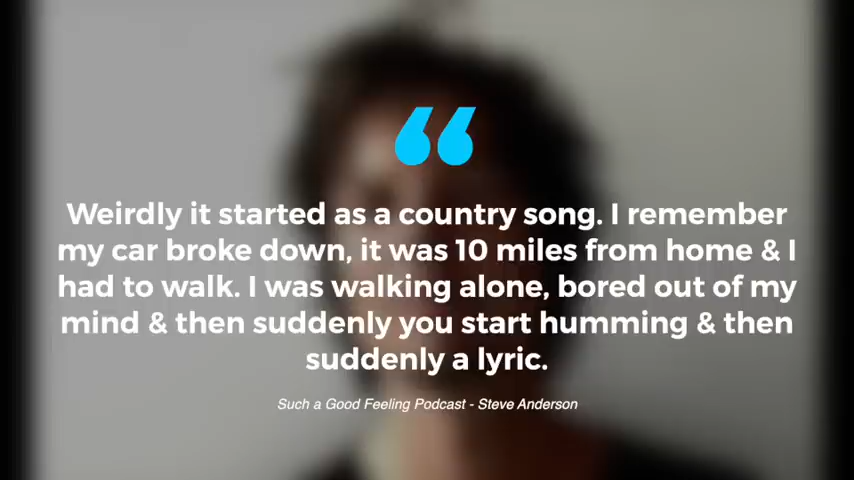 “
Weirdly it started as a country song. I remember
my car broke down, it was 10 miles from home & I
had to walk. I was walking alone, bored out of my
mind & then suddenly you start humming & then
suddenly a lyric.
Such a Good Feeling Podcast - Steve Anderson